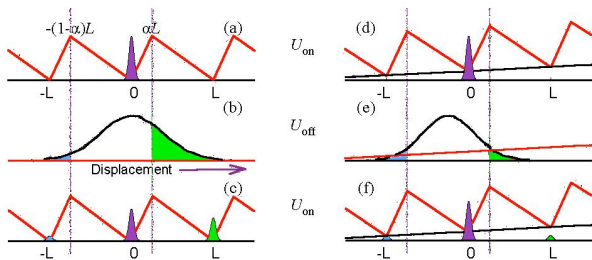 -(1-α)L
αL
(a)
-L
0
L
(b)
Displacement
(c)
-L
0
L
(d)
U_on
-L
0
L
(e)
U_off
(f)
U_on
-L
0
L